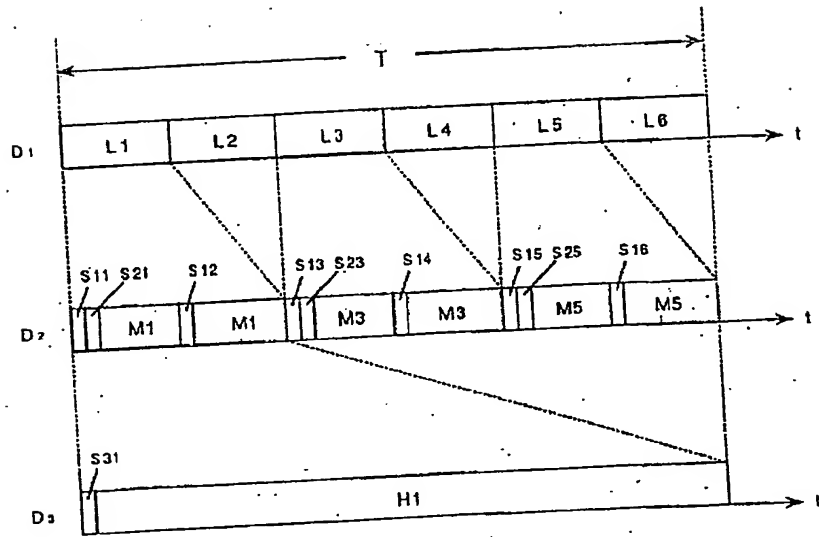 T
D1 L1 L2 L3 L4 L5 L6 t
S11 S21 S12 S13 S23 S14 S15 S25 S16
D2 M1 M1 M3 M3 M5 M5 t
S31
D3 H1 t